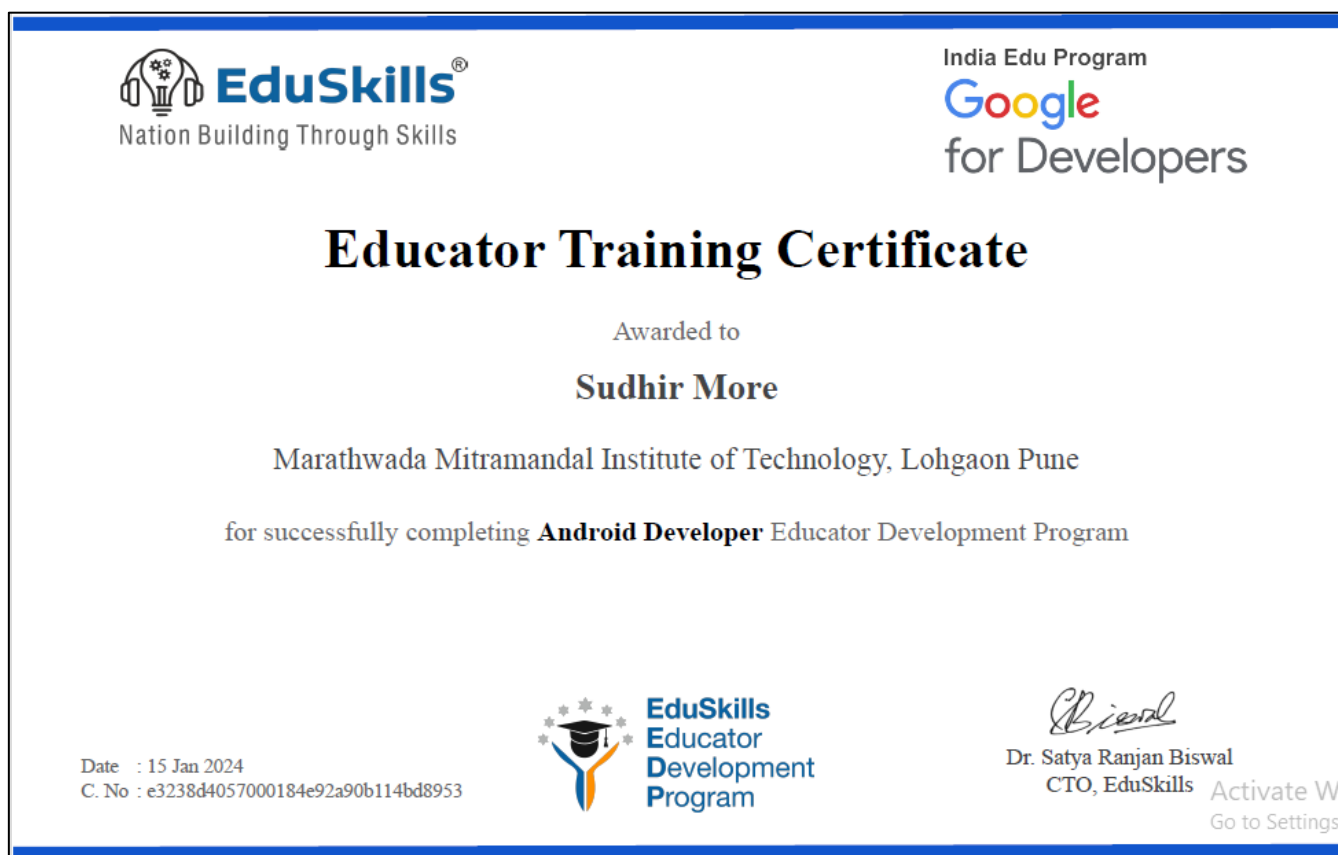 EduSkills®
Nation Building Through Skills
India Edu Program
Google
for Developers
Educator Training Certificate
Awarded to
Sudhir More
Marathwada Mitramandal Institute of Technology, Lohgaon Pune
for successfully completing Android Developer Educator Development Program
Date : 15 Jan 2024
C. No : e3238d4057000184e92a90b114bd8953
EduSkills
Educator
Development
Program
Biswal
Dr. Satya Ranjan Biswal
CTO, EduSkills
Activate W
Go to Settings